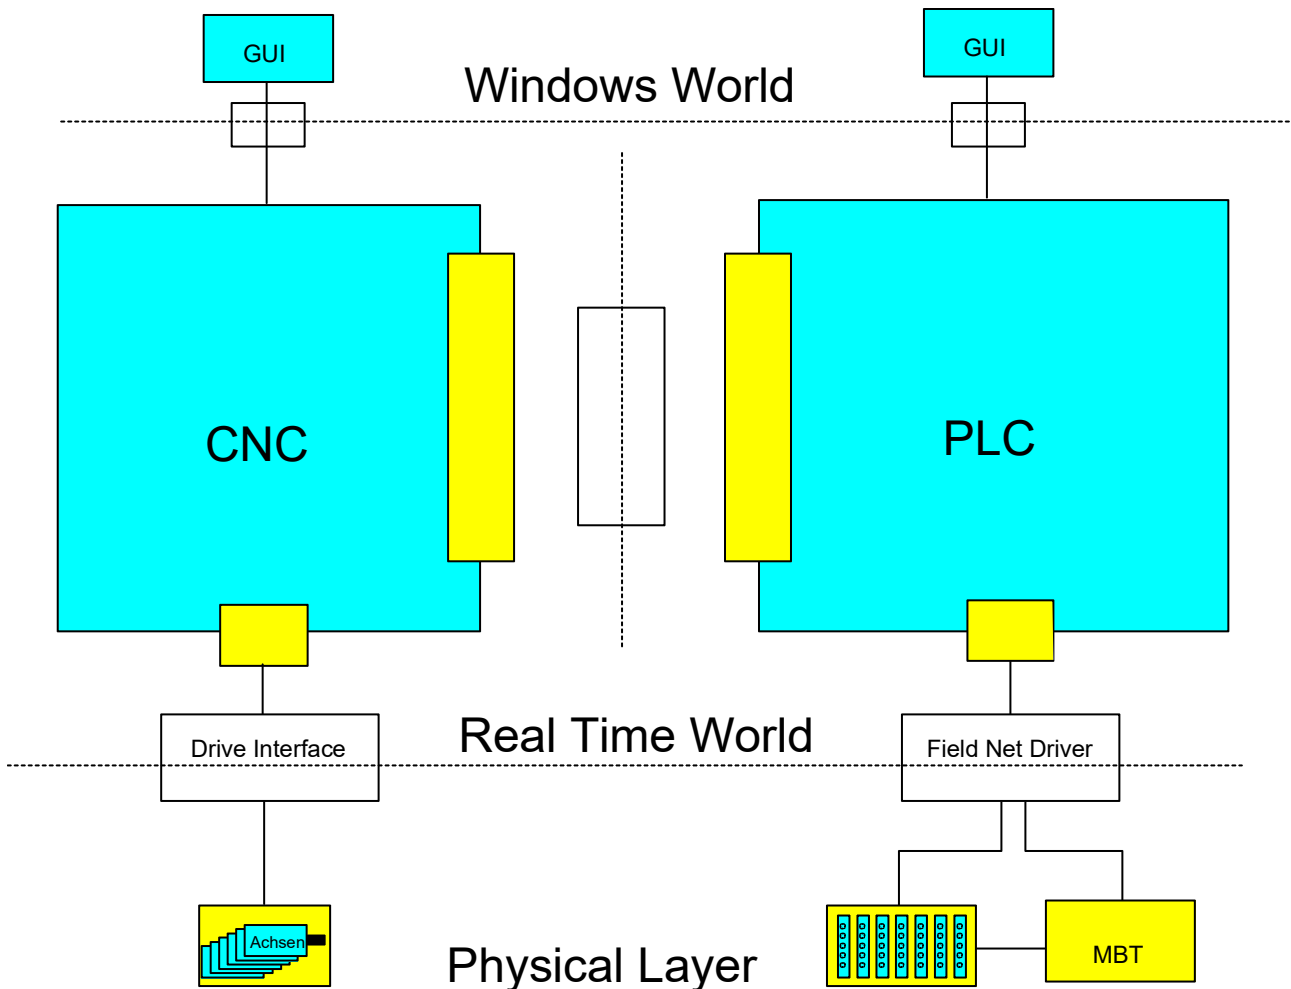 GUI
GUI
Windows World
CNC
PLC
Drive Interface
Real Time World
Field Net Driver
Achsen
Physical Layer
MBT